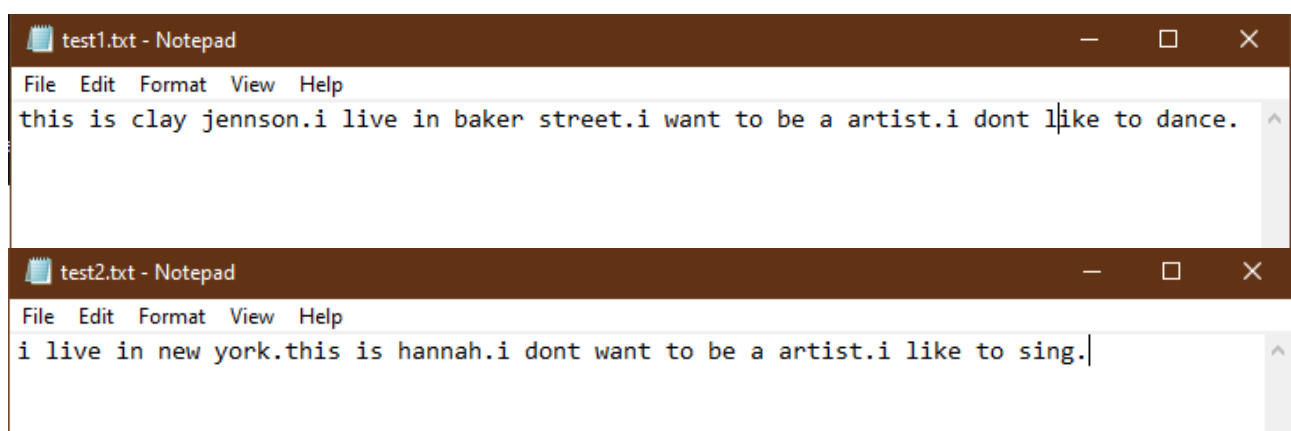 test1.txt - Notepad
File Edit Format View Help
this is clay jennson.i live in baker street.i want to be a artist.i dont like to dance.
test2.txt - Notepad
File Edit Format View Help
i live in new york.this is hannah.i dont want to be a artist.i like to sing.